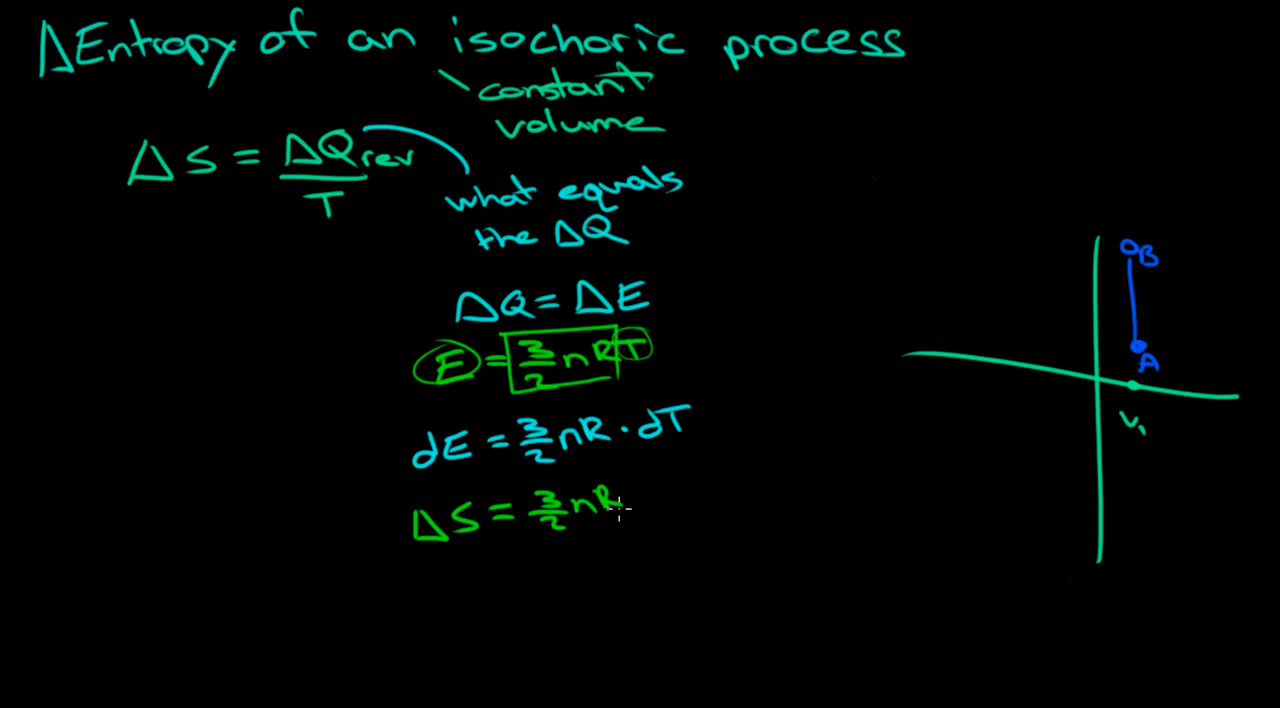 ΔEntropy of an isochoric process
constant
volume
ΔS = ΔQrev
T
what equals
the ΔQ
ΔQ = ΔE
E = 3/2 nRT
dE = 3/2 nR · dT
ΔS = 3/2 nR
B
A
V₁